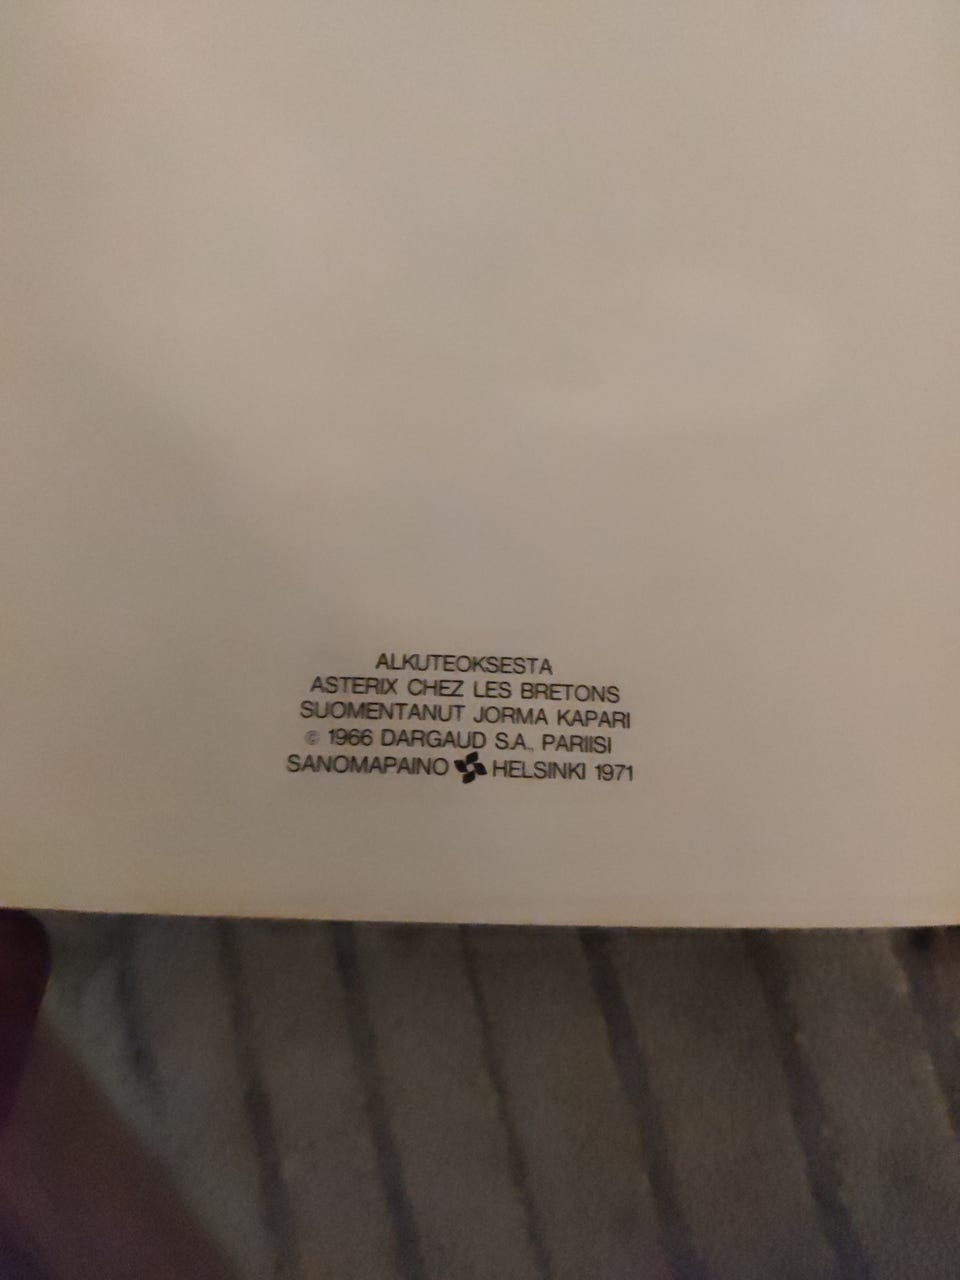 ALKUTEOKSESTA
ASTERIX CHEZ LES BRETONS
SUOMENTANUT JORMA KAPARI
© 1966 DARGAUD S.A., PARIISI
SANOMAPAINO HELSINKI 1971